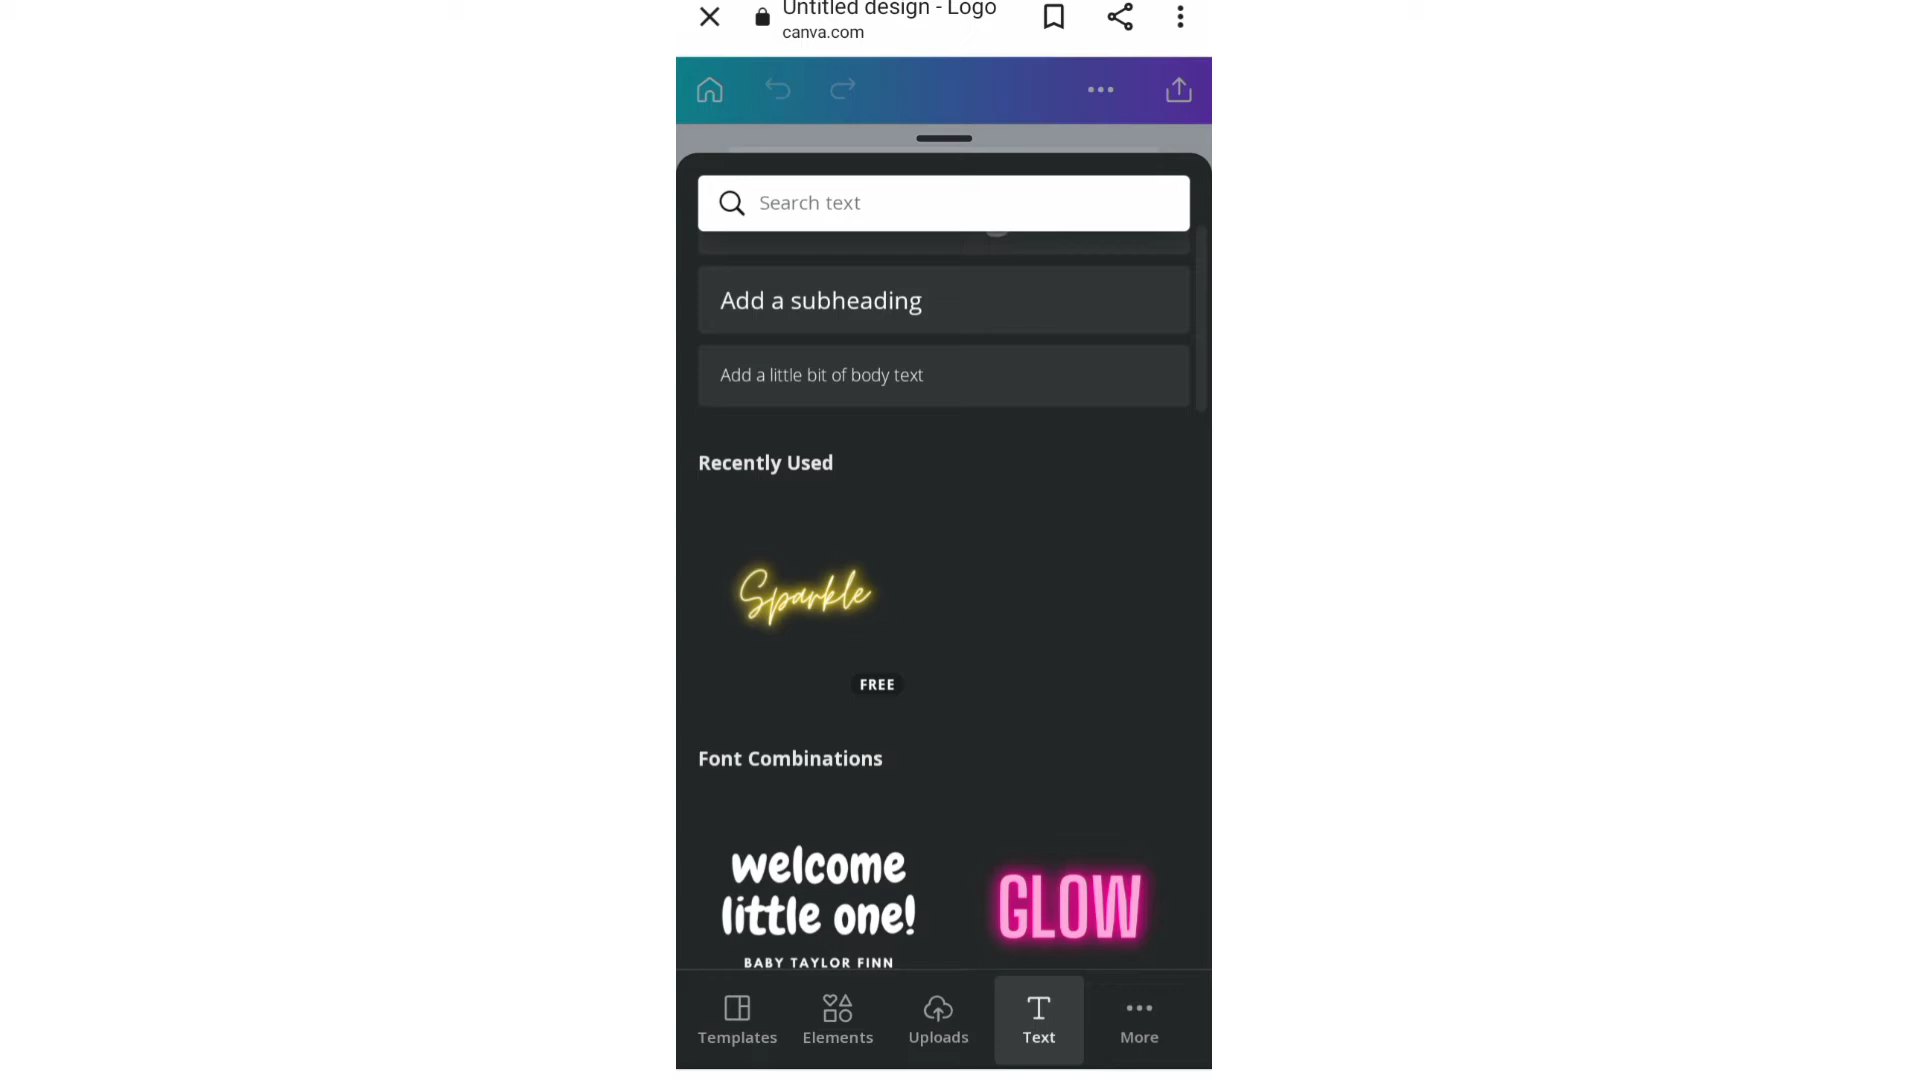 Untitled design - Logo
canva.com
Search text
Add a subheading
Add a little bit of body text
Recently Used
Sparkle
FREE
Font Combinations
welcome
little one!
BABY TAYLOR FINN
GLOW
Templates
Elements
Uploads
Text
More